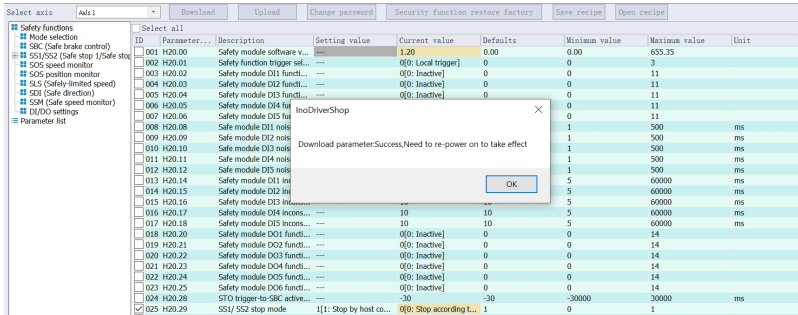 Select axis Axis 1 Download Upload Change password Security function restore factory Save recipe Open recipe
Safety functions
Mode selection
SBC (Safe brake control)
SS1/SS2 (Safe stop 1/Safe stop
SOS speed monitor
SOS position monitor
SLS (Safely-limited speed)
SDI (Safe direction)
SSM (Safe speed monitor)
DI/DO settings
Parameter list
Select all
ID Parameter... Description Setting value Current value Defaults Minimum value Maximum value Unit
001 H20.00 Safety module software v... --- 1.20 0.00 0.00 655.35
002 H20.01 Safety function trigger sel... --- 0[0: Local trigger] 0 0 3
003 H20.02 Safety module DI1 functi... --- 0[0: Inactive] 0 0 11
004 H20.03 Safety module DI2 functi... --- 0[0: Inactive] 0 0 11
005 H20.04 Safety module DI3 functi... --- 0[0: Inactive] 0 0 11
006 H20.05 Safety module DI4 fu 0 11
007 H20.06 Safety module DI5 fu 0 11
008 H20.08 Safe module DI1 nois 1 500 ms
009 H20.09 Safe module DI2 nois 1 500 ms
010 H20.10 Safe module DI3 nois 1 500 ms
011 H20.11 Safe module DI4 nois 1 500 ms
012 H20.12 Safe module DI5 nois 1 500 ms
013 H20.14 Safety module DI1 inc 5 60000 ms
014 H20.15 Safety module DI2 inc 5 60000 ms
015 H20.16 Safety module DI3 incons... --- 10 10 5 60000 ms
016 H20.17 Safety module DI4 incons... --- 10 10 5 60000 ms
017 H20.18 Safety module DI5 incons... --- 10 10 5 60000 ms
018 H20.20 Safety module DO1 functi... --- 0[0: Inactive] 0 0 14
019 H20.21 Safety module DO2 functi... --- 0[0: Inactive] 0 0 14
020 H20.22 Safety module DO3 functi... --- 0[0: Inactive] 0 0 14
021 H20.23 Safety module DO4 functi... --- 0[0: Inactive] 0 0 14
022 H20.24 Safety module DO5 functi... --- 0[0: Inactive] 0 0 14
023 H20.25 Safety module DO6 functi... --- 0[0: Inactive] 0 0 14
024 H20.28 STO trigger-to-SBC active... --- -30 -30 -30000 30000 ms
025 H20.29 SS1/ SS2 stop mode 1[1: Stop by host co... 0[0: Stop according t... 1 0 1
InoDriverShop
Download parameter:Success,Need to re-power on to take effect
OK